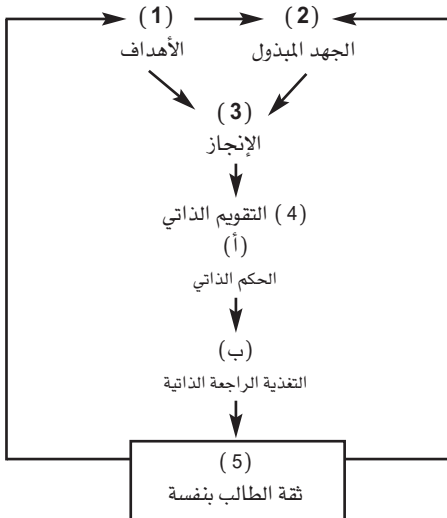 (1)
الأهداف
(2)
الجهد المبذول
(3)
الإنجاز
(4) التقويم الذاتي
(أ)
الحكم الذاتي
(ب)
التغذية الراجعة الذاتية
(5)
ثقة الطالب بنفسة